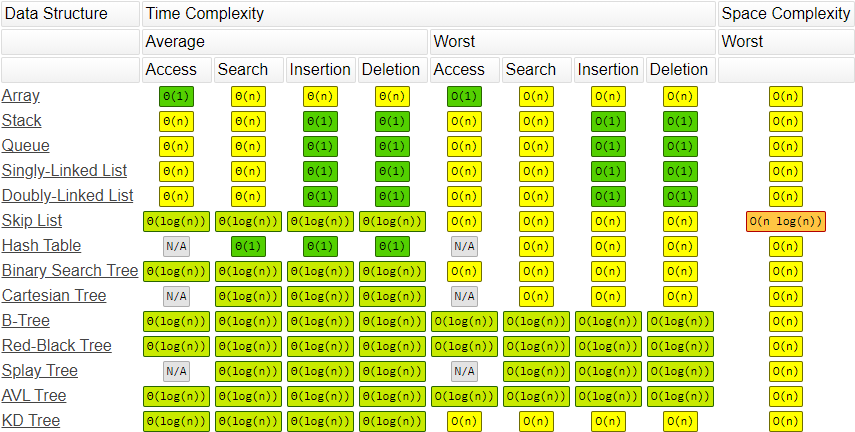 Data Structure Time Complexity Space Complexity
Average Worst Worst
Access Search Insertion Deletion Access Search Insertion Deletion
Array Θ(1) Θ(n) Θ(n) Θ(n) O(1) O(n) O(n) O(n) O(n)
Stack Θ(n) Θ(n) Θ(1) Θ(1) O(n) O(n) O(1) O(1) O(n)
Queue Θ(n) Θ(n) Θ(1) Θ(1) O(n) O(n) O(1) O(1) O(n)
Singly-Linked List Θ(n) Θ(n) Θ(1) Θ(1) O(n) O(n) O(1) O(1) O(n)
Doubly-Linked List Θ(n) Θ(n) Θ(1) Θ(1) O(n) O(n) O(1) O(1) O(n)
Skip List Θ(log(n)) Θ(log(n)) Θ(log(n)) Θ(log(n)) O(n) O(n) O(n) O(n) O(n log(n))
Hash Table N/A Θ(1) Θ(1) Θ(1) N/A O(n) O(n) O(n) O(n)
Binary Search Tree Θ(log(n)) Θ(log(n)) Θ(log(n)) Θ(log(n)) O(n) O(n) O(n) O(n) O(n)
Cartesian Tree N/A Θ(log(n)) Θ(log(n)) Θ(log(n)) N/A O(n) O(n) O(n) O(n)
B-Tree Θ(log(n)) Θ(log(n)) Θ(log(n)) Θ(log(n)) O(log(n)) O(log(n)) O(log(n)) O(log(n)) O(n)
Red-Black Tree Θ(log(n)) Θ(log(n)) Θ(log(n)) Θ(log(n)) O(log(n)) O(log(n)) O(log(n)) O(log(n)) O(n)
Splay Tree N/A Θ(log(n)) Θ(log(n)) Θ(log(n)) N/A O(log(n)) O(log(n)) O(log(n)) O(n)
AVL Tree Θ(log(n)) Θ(log(n)) Θ(log(n)) Θ(log(n)) O(log(n)) O(log(n)) O(log(n)) O(log(n)) O(n)
KD Tree Θ(log(n)) Θ(log(n)) Θ(log(n)) Θ(log(n)) O(n) O(n) O(n) O(n) O(n)